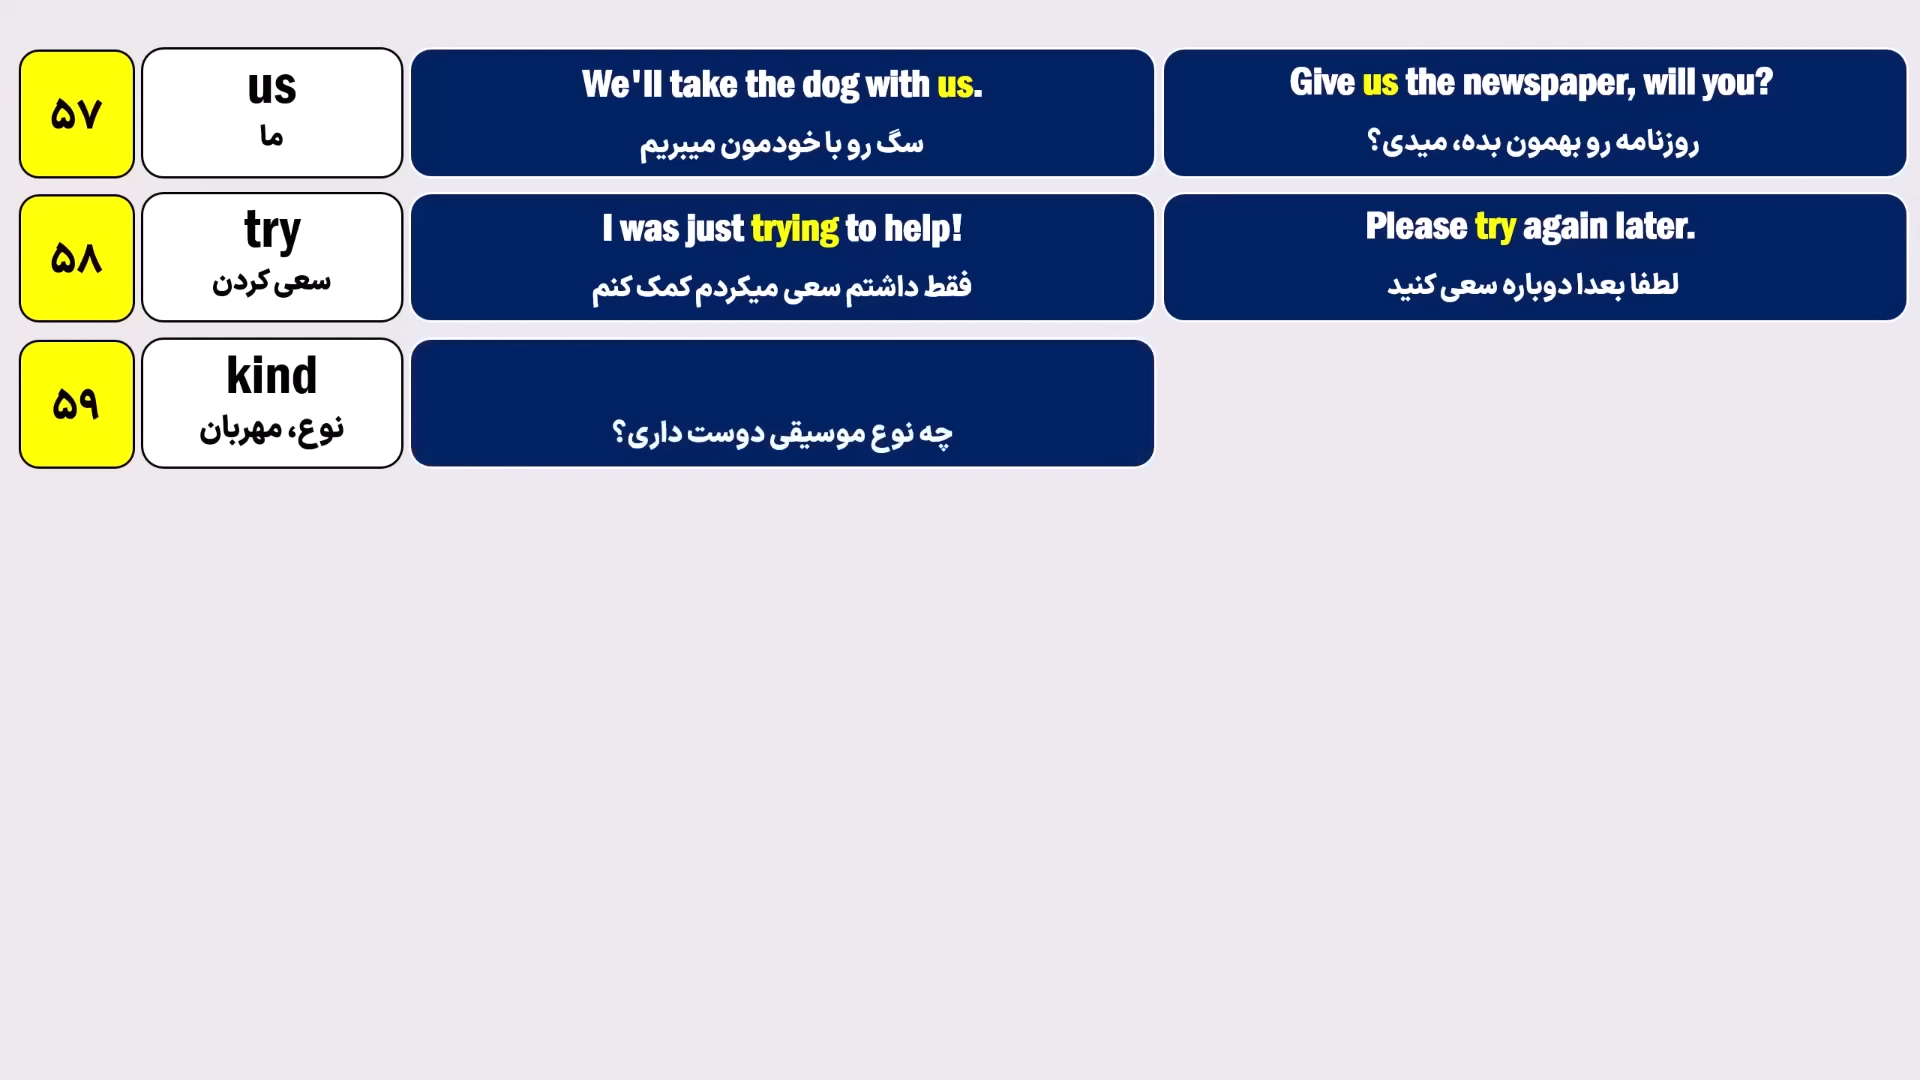 ۵۷
us
ما
We'll take the dog with us.
سگ رو با خودمون میبریم
Give us the newspaper, will you?
روزنامه رو بهمون بده، میدی؟
۵۸
try
سعی کردن
I was just trying to help!
فقط داشتم سعی میکردم کمک کنم
Please try again later.
لطفا بعدا دوباره سعی کنید
۵۹
kind
نوع، مهربان
چه نوع موسیقی دوست داری؟